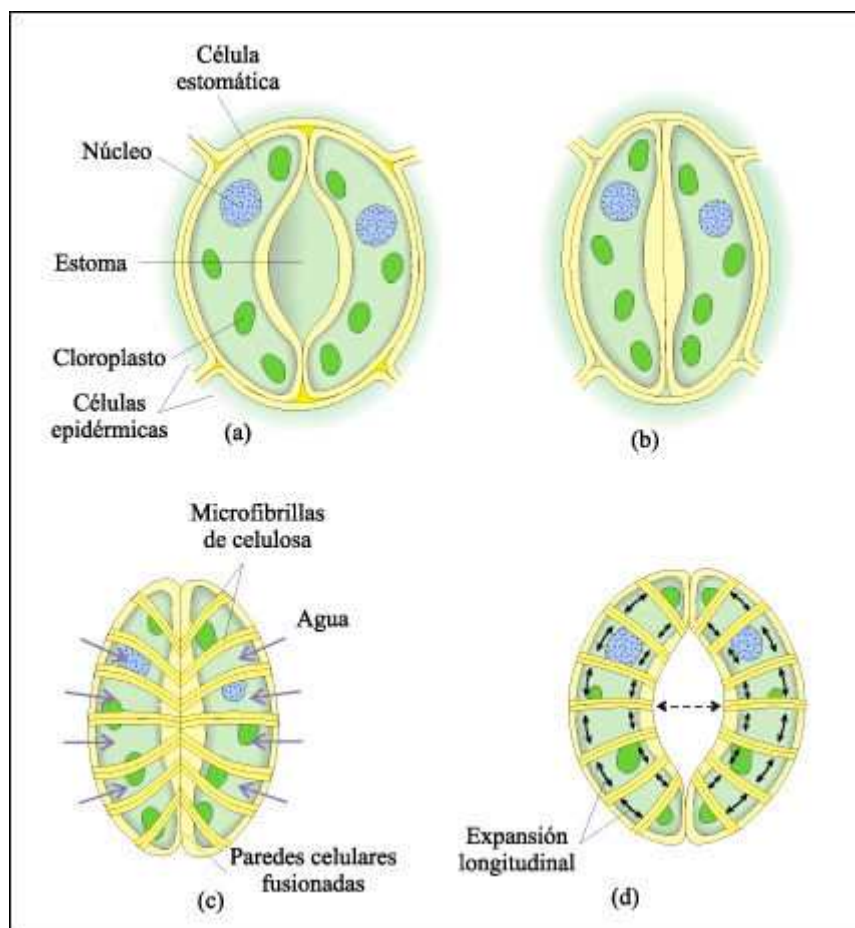 Célula
estomática
Núcleo
Estoma
Cloroplasto
Células
epidérmicas
(a)
(b)
Microfibrillas
de celulosa
Agua
Paredes celulares
fusionadas
(c)
Expansión
longitudinal
(d)